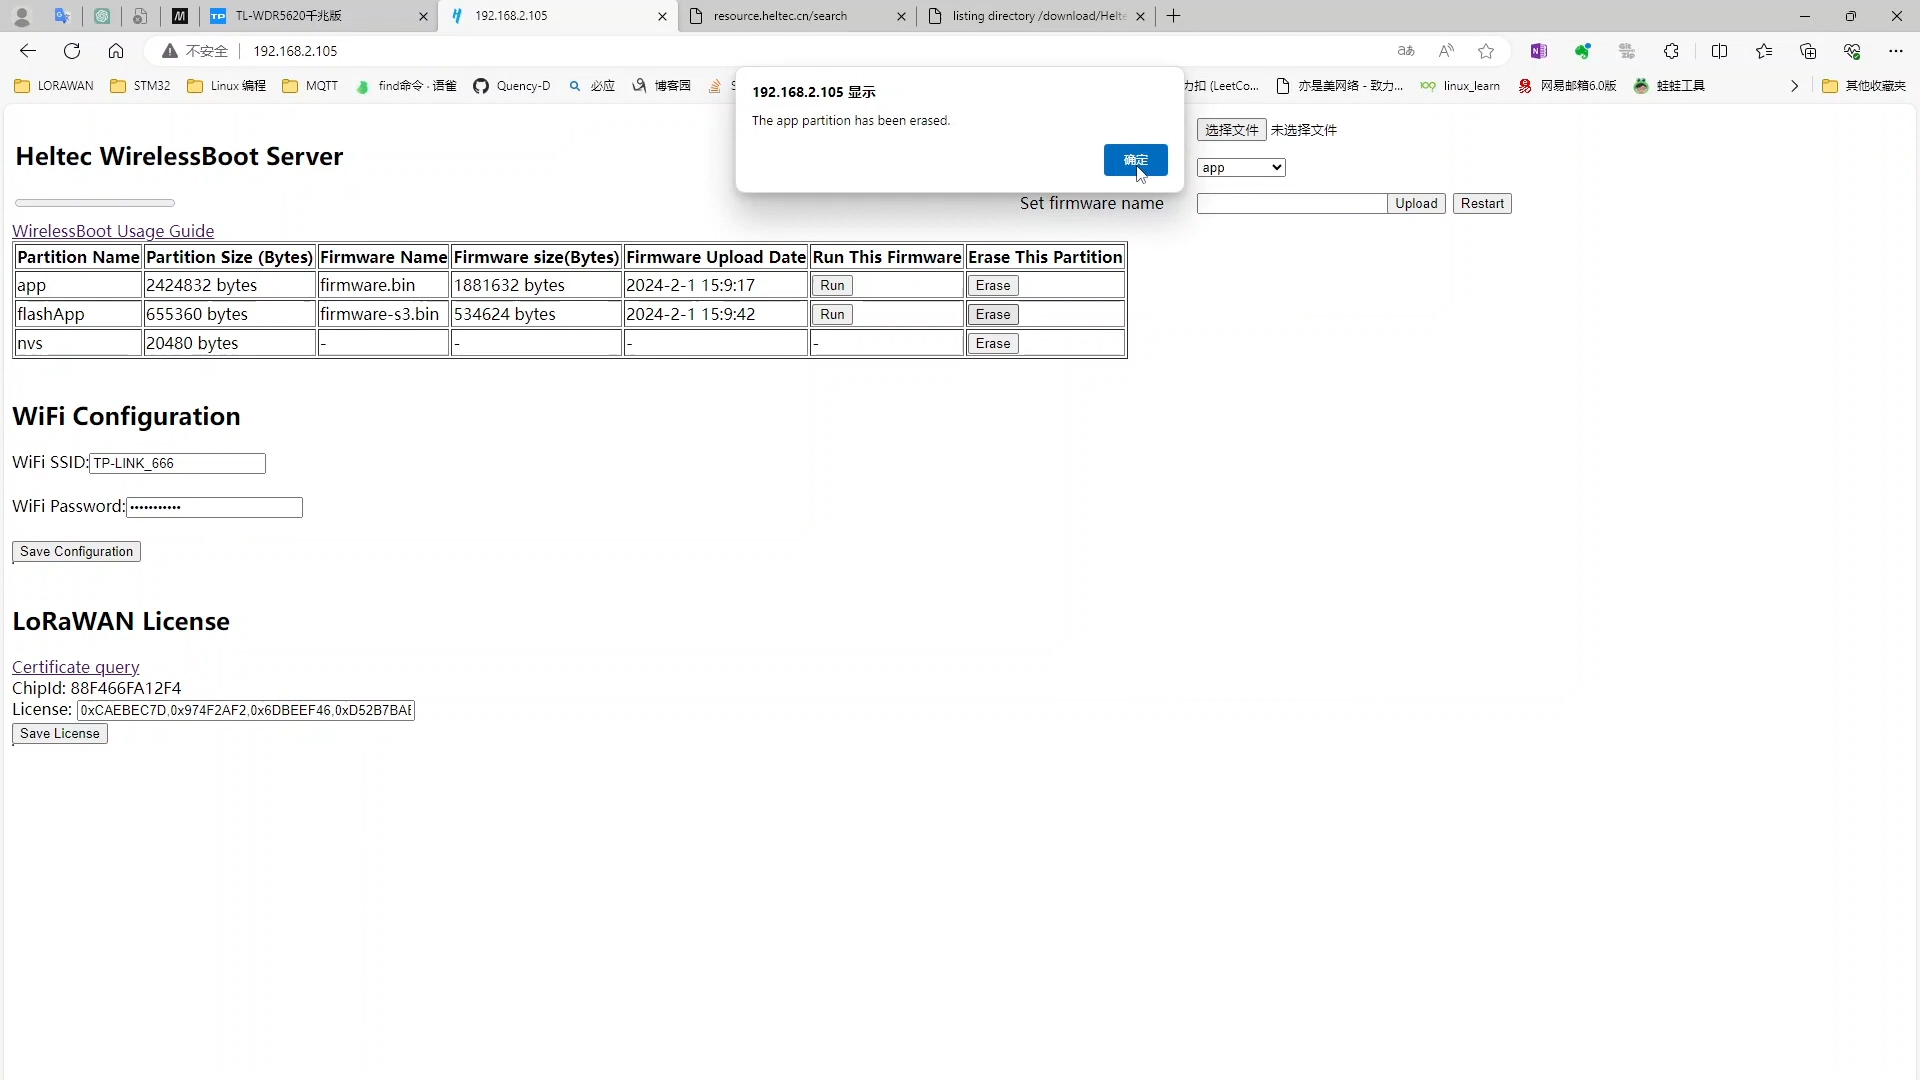 TL-WDR5620千兆版
192.168.2.105
resource.heltec.cn/search
listing directory /download/Helte
不安全
192.168.2.105
LORAWAN
STM32
Linux 编程
MQTT
find命令 · 语雀
Quency-D
必应
博客园
S
力扣 (LeetCo...
亦是美网络 - 致力...
linux_learn
网易邮箱6.0版
蛙蛙工具
其他收藏夹
192.168.2.105 显示
The app partition has been erased.
确定
Heltec WirelessBoot Server
选择文件 未选择文件
app
Set firmware name
Upload
Restart
WirelessBoot Usage Guide
Partition Name Partition Size (Bytes) Firmware Name Firmware size(Bytes) Firmware Upload Date Run This Firmware Erase This Partition
app 2424832 bytes firmware.bin 1881632 bytes 2024-2-1 15:9:17 Run Erase
flashApp 655360 bytes firmware-s3.bin 534624 bytes 2024-2-1 15:9:42 Run Erase
nvs 20480 bytes - - - - Erase
WiFi Configuration
WiFi SSID: TP-LINK_666
WiFi Password: •••••••••••
Save Configuration
LoRaWAN License
Certificate query
ChipId: 88F466FA12F4
License: 0xCAEBEC7D,0x974F2AF2,0x6DBEEF46,0xD52B7BAE
Save License